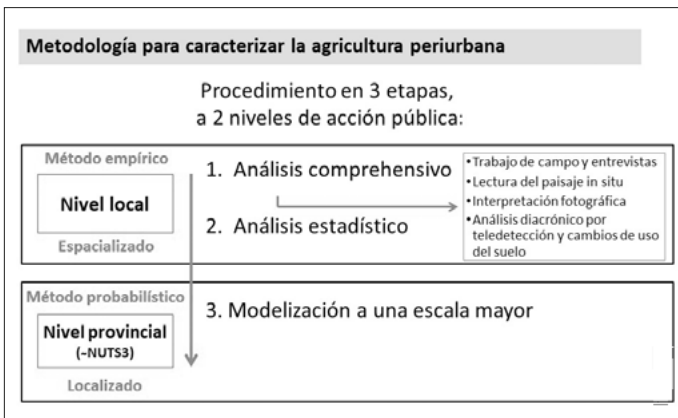 Metodología para caracterizar la agricultura periurbana
Procedimiento en 3 etapas,
a 2 niveles de acción pública:
Método empírico
Nivel local
Espacializado
1. Análisis comprehensivo
2. Análisis estadístico
•Trabajo de campo y entrevistas
•Lectura del paisaje in situ
•Interpretación fotográfica
•Análisis diacrónico por
teledetección y cambios de uso
del suelo
Método probabilístico
Nivel provincial
(~NUTS3)
Localizado
3. Modelización a una escala mayor